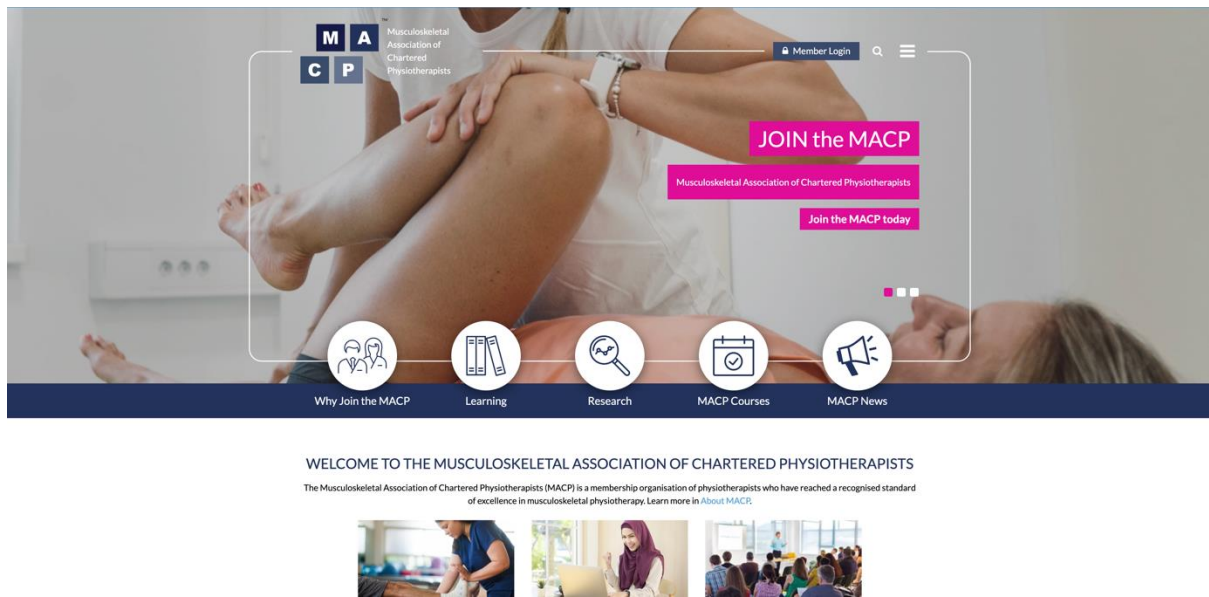 M A
C P
™
Musculoskeletal
Association of
Chartered
Physiotherapists
Member Login
JOIN the MACP
Musculoskeletal Association of Chartered Physiotherapists
Join the MACP today
Why Join the MACP
Learning
Research
MACP Courses
MACP News
WELCOME TO THE MUSCULOSKELETAL ASSOCIATION OF CHARTERED PHYSIOTHERAPISTS
The Musculoskeletal Association of Chartered Physiotherapists (MACP) is a membership organisation of physiotherapists who have reached a recognised standard
of excellence in musculoskeletal physiotherapy. Learn more in About MACP.